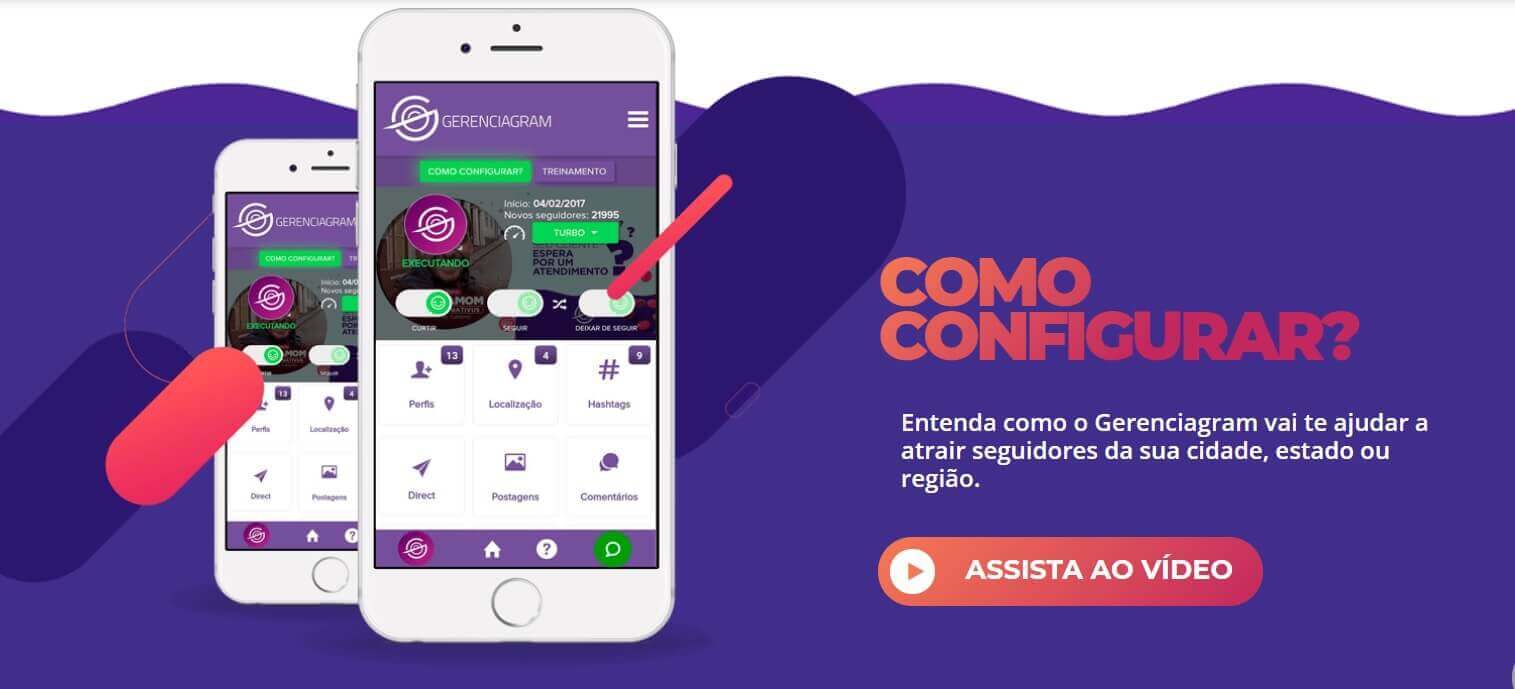 GERENCIAGRAM
COMO CONFIGURAR? TREINAMENTO
Início: 04/02/2017
Novos seguidores: 21995
TURBO
EXECUTANDO
ESPERA
POR UM
ATENDIMENTO
?
?
CURTIR SEGUIR DEIXAR DE SEGUIR
13 4 9
Perfis Localização Hashtags
Direct Postagens Comentários
?
GERENCIAGRAM
COMO CONFIGURAR?
Início:
EXECUTANDO
13 4
Perfis Localização
Direct Postagens
?
COMO
CONFIGURAR?
Entenda como o Gerenciagram vai te ajudar a
atrair seguidores da sua cidade, estado ou
região.
ASSISTA AO VÍDEO